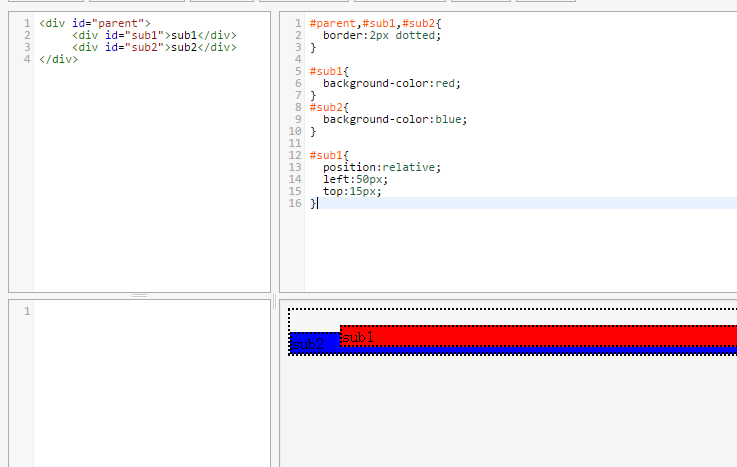 1 <div id="parent">
2 <div id="sub1">sub1</div>
3 <div id="sub2">sub2</div>
4 </div>
1 #parent,#sub1,#sub2{
2 border:2px dotted;
3 }
4
5 #sub1{
6 background-color:red;
7 }
8 #sub2{
9 background-color:blue;
10 }
11
12 #sub1{
13 position:relative;
14 left:50px;
15 top:15px;
16 }
1
sub1
sub2